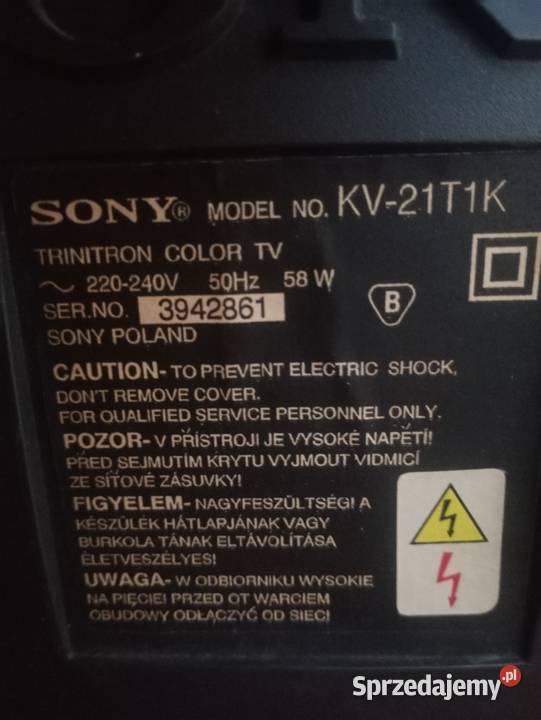 SONY® MODEL NO. KV-21T1K
TRINITRON COLOR TV
~ 220-240V 50Hz 58 W
SER.NO. 3942861
B
SONY POLAND
CAUTION- TO PREVENT ELECTRIC SHOCK,
DON'T REMOVE COVER.
FOR QUALIFIED SERVICE PERSONNEL ONLY.
POZOR- V PŘÍSTROJI JE VYSOKÉ NAPĚTÍ!
PŘED SEJMUTÍM KRYTU VYJMOUT VIDMICI
ZE SÍŤOVÉ ZÁSUVKY!
FIGYELEM- NAGYFESZÜLTSÉG! A
KÉSZÜLÉK HÁTLAPJÁNAK VAGY
BURKOLA TÁNAK ELTÁVOLÍTÁSA
ÉLETVESZÉLYES!
UWAGA- W ODBIORNIKU WYSOKIE
NA PIĘCIE! PRZED OT WARCIEM
OBUDOWY ODŁĄCZYĆ OD SIECI
Sprzedajemy.pl